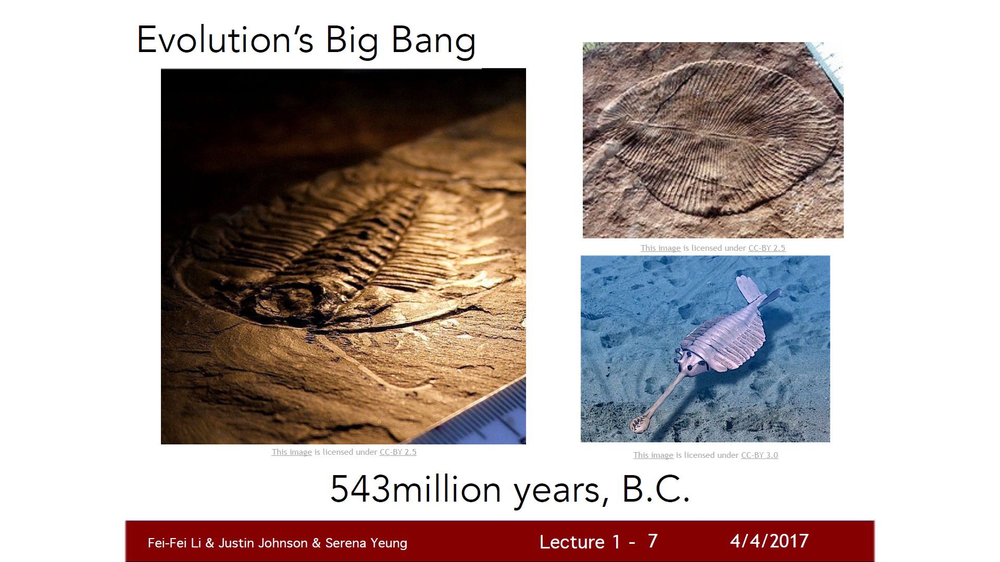 Evolution’s Big Bang
This image is licensed under CC-BY 2.5
This image is licensed under CC-BY 2.5
This image is licensed under CC-BY 3.0
543million years, B.C.
Fei-Fei Li & Justin Johnson & Serena Yeung
Lecture 1 - 7
4/4/2017